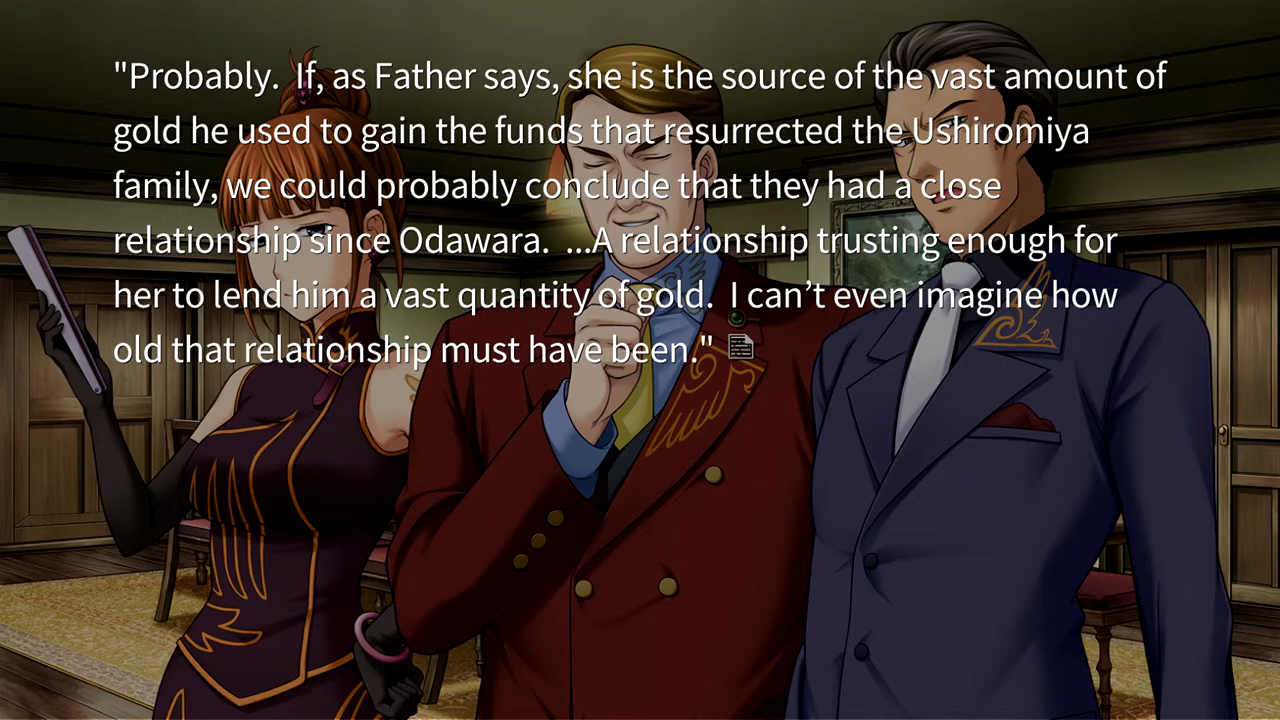 "Probably.  If, as Father says, she is the source of the vast amount of
gold he used to gain the funds that resurrected the Ushiromiya
family, we could probably conclude that they had a close
relationship since Odawara.  ...A relationship trusting enough for
her to lend him a vast quantity of gold.  I can’t even imagine how
old that relationship must have been."